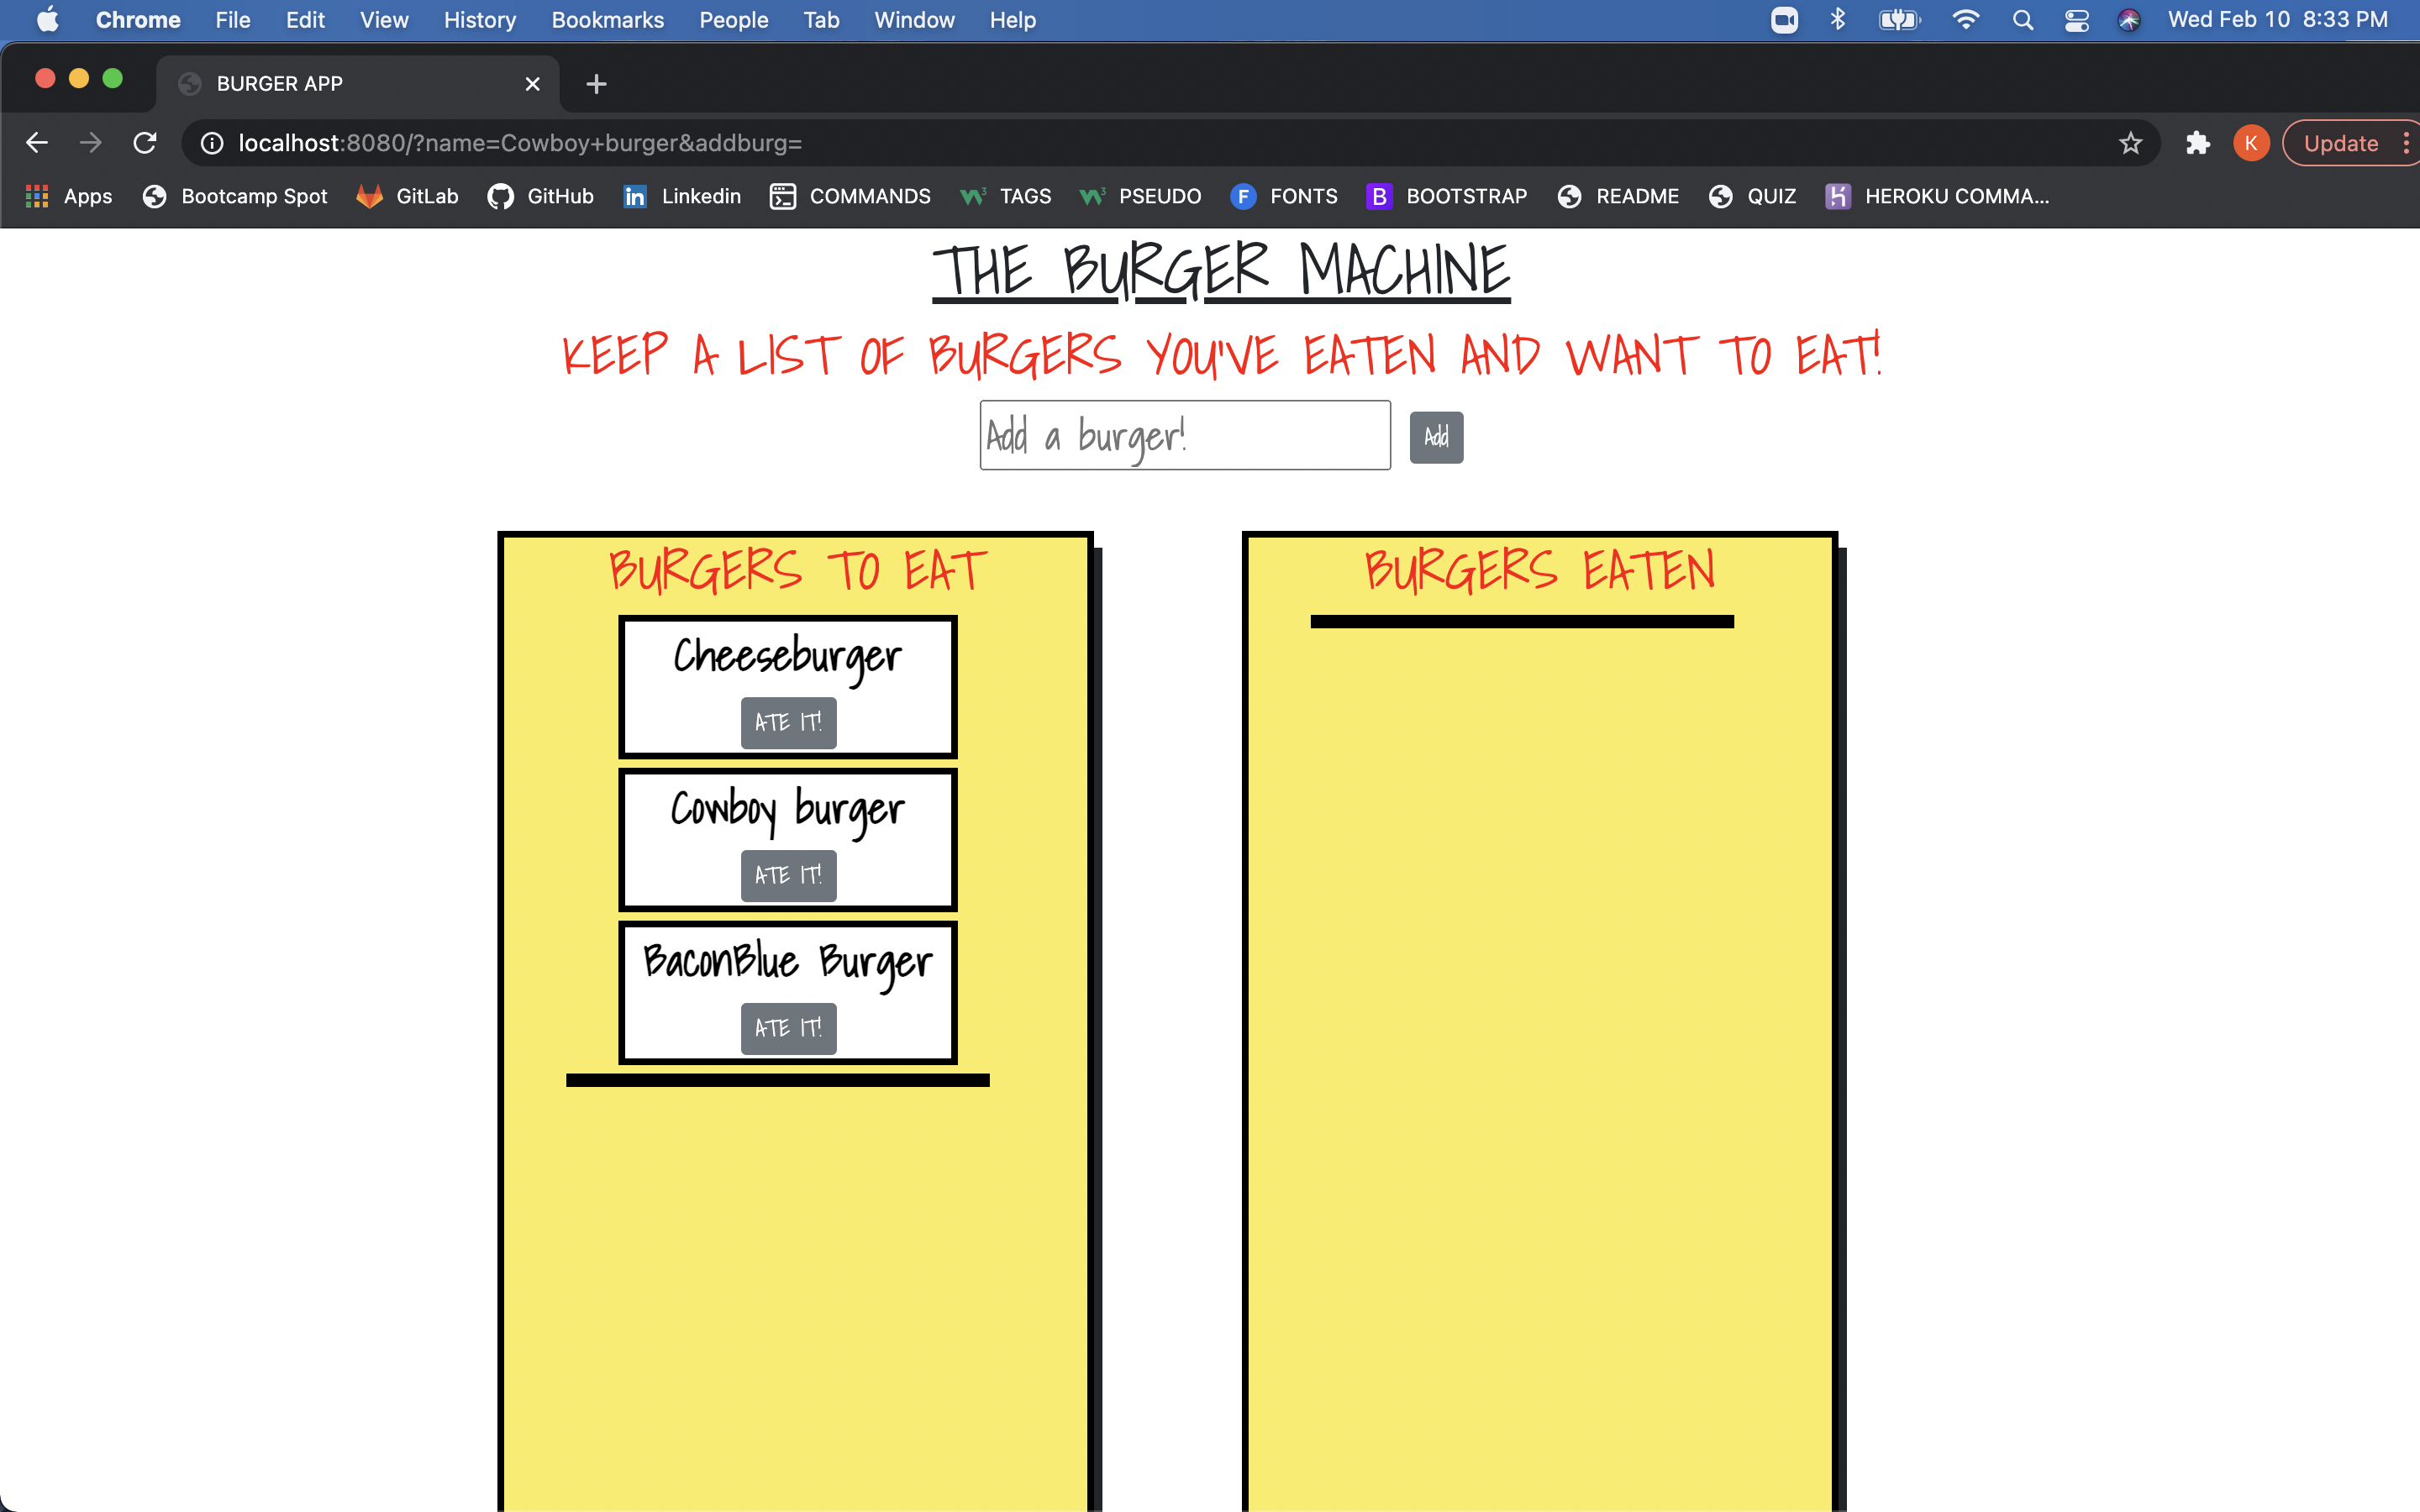 Chrome File Edit View History Bookmarks People Tab Window Help Wed Feb 10 8:33 PM
BURGER APP
localhost:8080/?name=Cowboy+burger&addburg= K Update
Apps Bootcamp Spot GitLab GitHub in Linkedin COMMANDS TAGS PSEUDO F FONTS B BOOTSTRAP README QUIZ HEROKU COMMA...
THE BURGER MACHINE
KEEP A LIST OF BURGERS YOU'VE EATEN AND WANT TO EAT!
Add a burger! Add
BURGERS TO EAT
Cheeseburger
ATE IT!
Cowboy burger
ATE IT!
BaconBlue Burger
ATE IT!
BURGERS EATEN